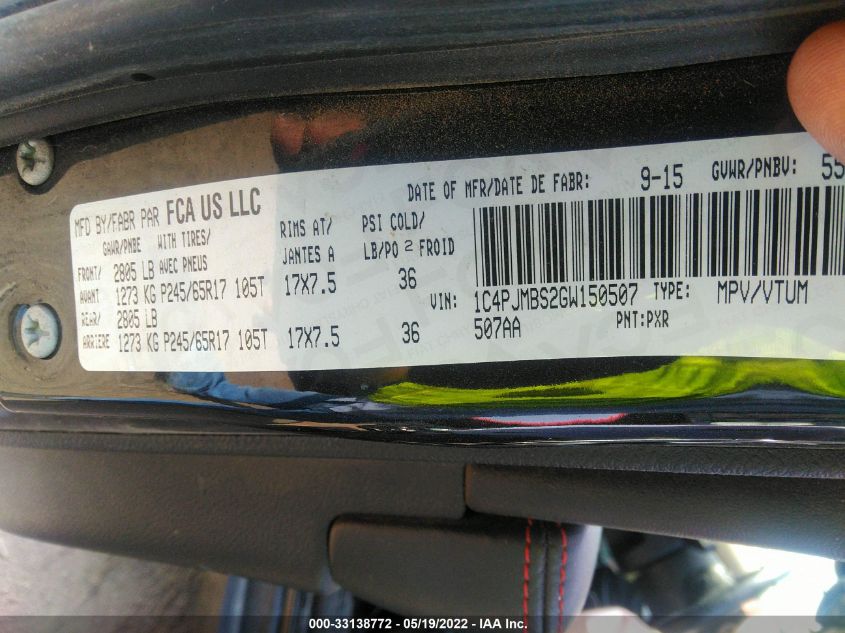 MFD BY/FABR PAR FCA US LLC DATE OF MFR/DATE DE FABR: 9-15 GVWR/PNBV: 55
GAWR/PNBE WITH TIRES/ RIMS AT/ PSI COLD/
AVEC PNEUS JANTES A LB/PO 2 FROID
FRONT/ 2805 LB
AVANT 1273 KG P245/65R17 105T 17X7.5 36
REAR/ 2805 LB
ARRIERE 1273 KG P245/65R17 105T 17X7.5 36
VIN: 1C4PJMBS2GW150507 TYPE: MPV/VTUM
507AA PNT:PXR
000-33138772 — 05/19/2022 — IAA Inc.